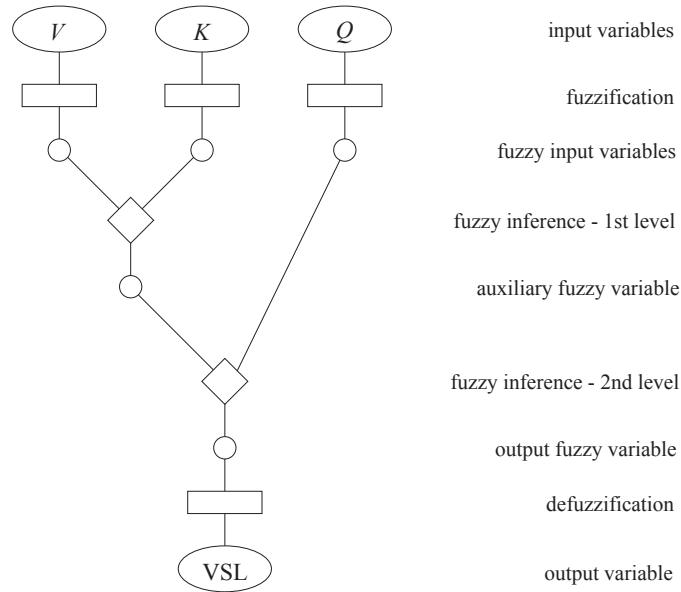 V K Q input variables
fuzzification
fuzzy input variables
fuzzy inference - 1st level
auxiliary fuzzy variable
fuzzy inference - 2nd level
output fuzzy variable
defuzzification
VSL output variable